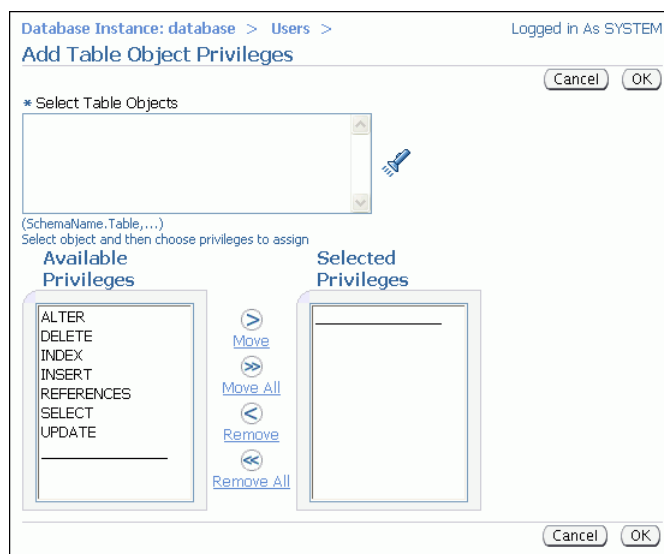 Database Instance: database > Users >
Logged in As SYSTEM
Add Table Object Privileges
Cancel OK
* Select Table Objects
(SchemaName.Table,...)
Select object and then choose privileges to assign
Available Privileges
Selected Privileges
ALTER
DELETE
INDEX
INSERT
REFERENCES
SELECT
UPDATE
Move
Move All
Remove
Remove All
Cancel OK